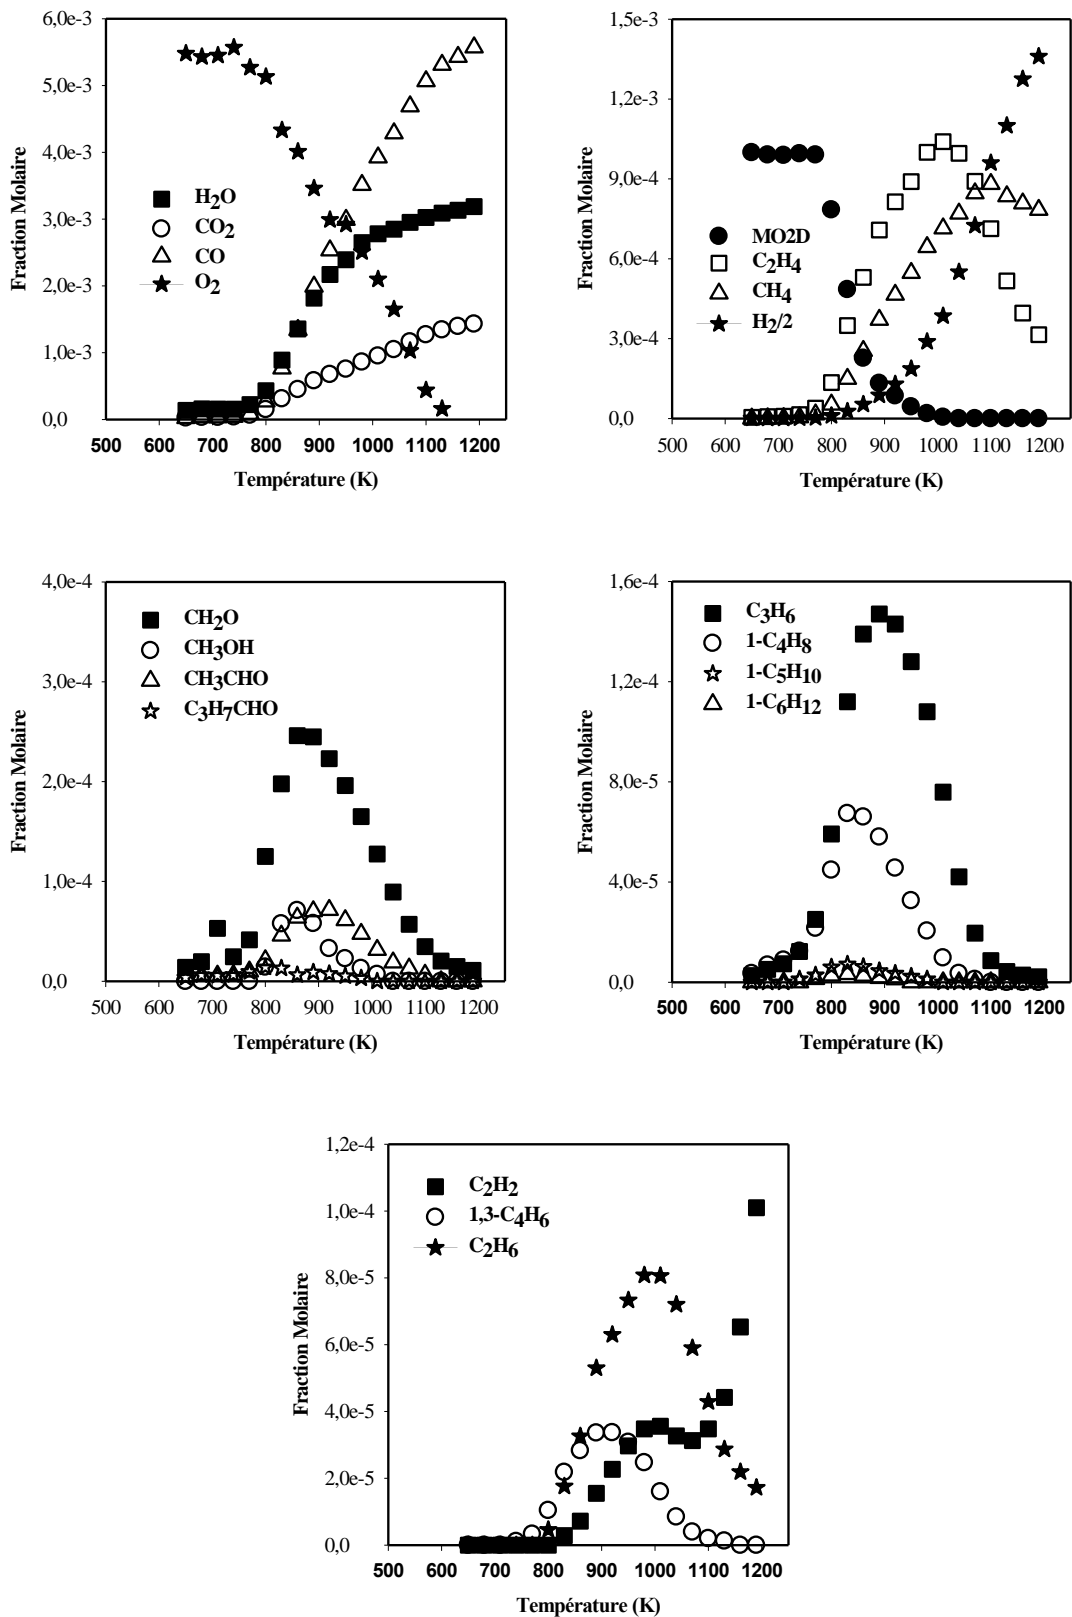 6,0e-3
5,0e-3
4,0e-3
3,0e-3
2,0e-3
1,0e-3
0,0
Fraction Molaire
H2O
CO2
CO
O2
500 600 700 800 900 1000 1100 1200
Température (K)
1,5e-3
1,2e-3
9,0e-4
6,0e-4
3,0e-4
0,0
Fraction Molaire
MO2D
C2H4
CH4
H2/2
500 600 700 800 900 1000 1100 1200
Température (K)
4,0e-4
3,0e-4
2,0e-4
1,0e-4
0,0
Fraction Molaire
CH2O
CH3OH
CH3CHO
C3H7CHO
500 600 700 800 900 1000 1100 1200
Température (K)
1,6e-4
1,2e-4
8,0e-5
4,0e-5
0,0
Fraction Molaire
C3H6
1-C4H8
1-C5H10
1-C6H12
500 600 700 800 900 1000 1100 1200
Température (K)
1,2e-4
1,0e-4
8,0e-5
6,0e-5
4,0e-5
2,0e-5
0,0
Fraction Molaire
C2H2
1,3-C4H6
C2H6
500 600 700 800 900 1000 1100 1200
Température (K)